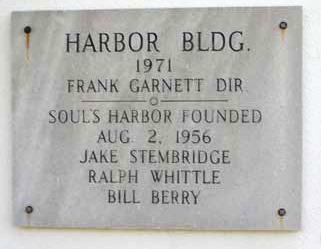 HARBOR BLDG.
1971
FRANK GARNETT DIR.
SOUL'S HARBOR FOUNDED
AUG. 2, 1956
JAKE STEMBRIDGE
RALPH WHITTLE
BILL BERRY